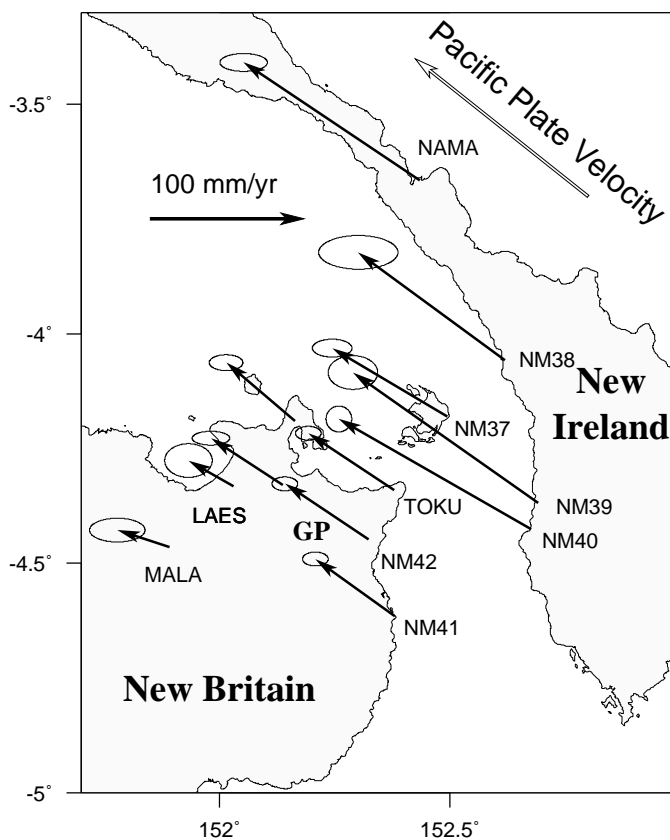 Pacific Plate Velocity
-3.5°
NAMA
100 mm/yr
-4°
NM38
New
Ireland
NM37
NM39
TOKU
LAES
GP
NM40
NM42
-4.5°
MALA
NM41
New Britain
-5°
152°
152.5°